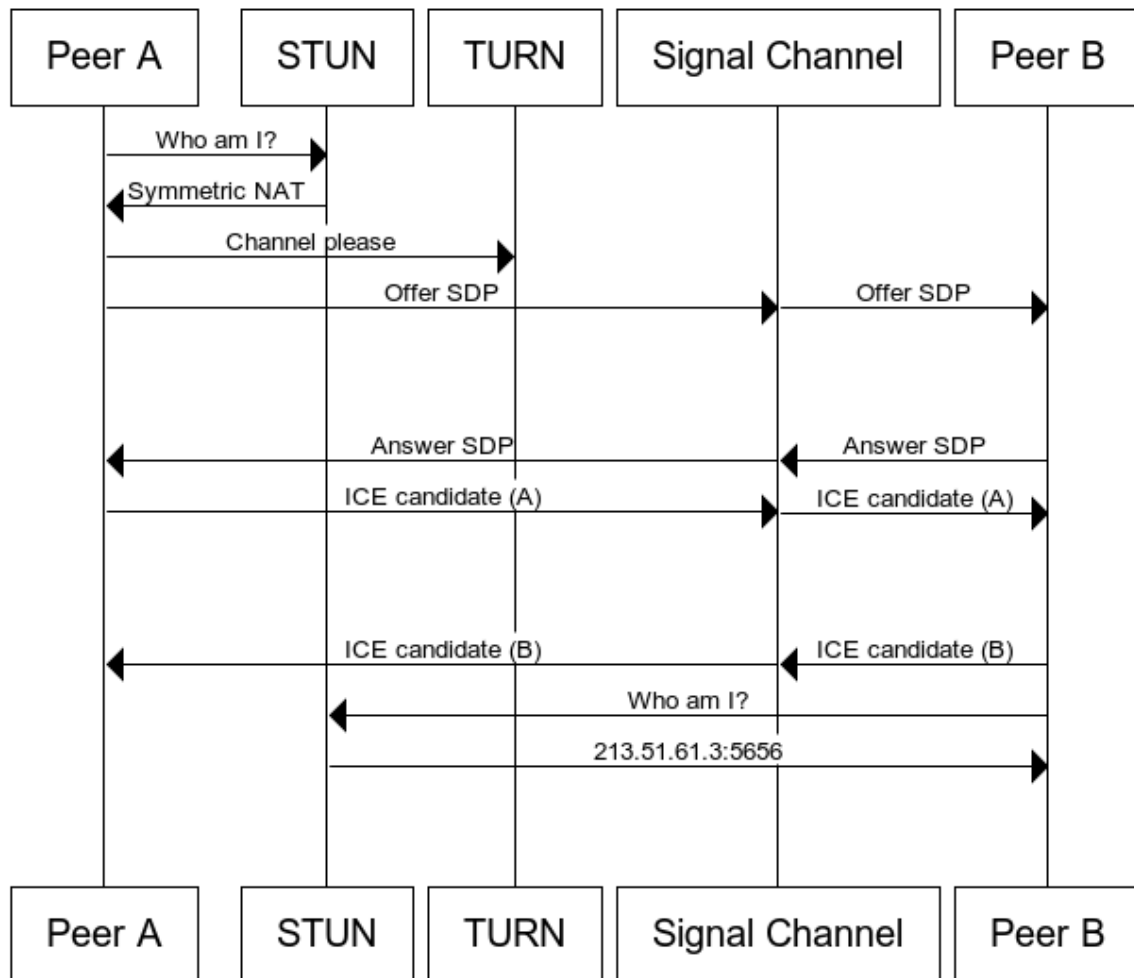 Peer A
STUN
TURN
Signal Channel
Peer B
Who am I?
Symmetric NAT
Channel please
Offer SDP
Offer SDP
Answer SDP
Answer SDP
ICE candidate (A)
ICE candidate (A)
ICE candidate (B)
ICE candidate (B)
Who am I?
213.51.61.3:5656
Peer A
STUN
TURN
Signal Channel
Peer B